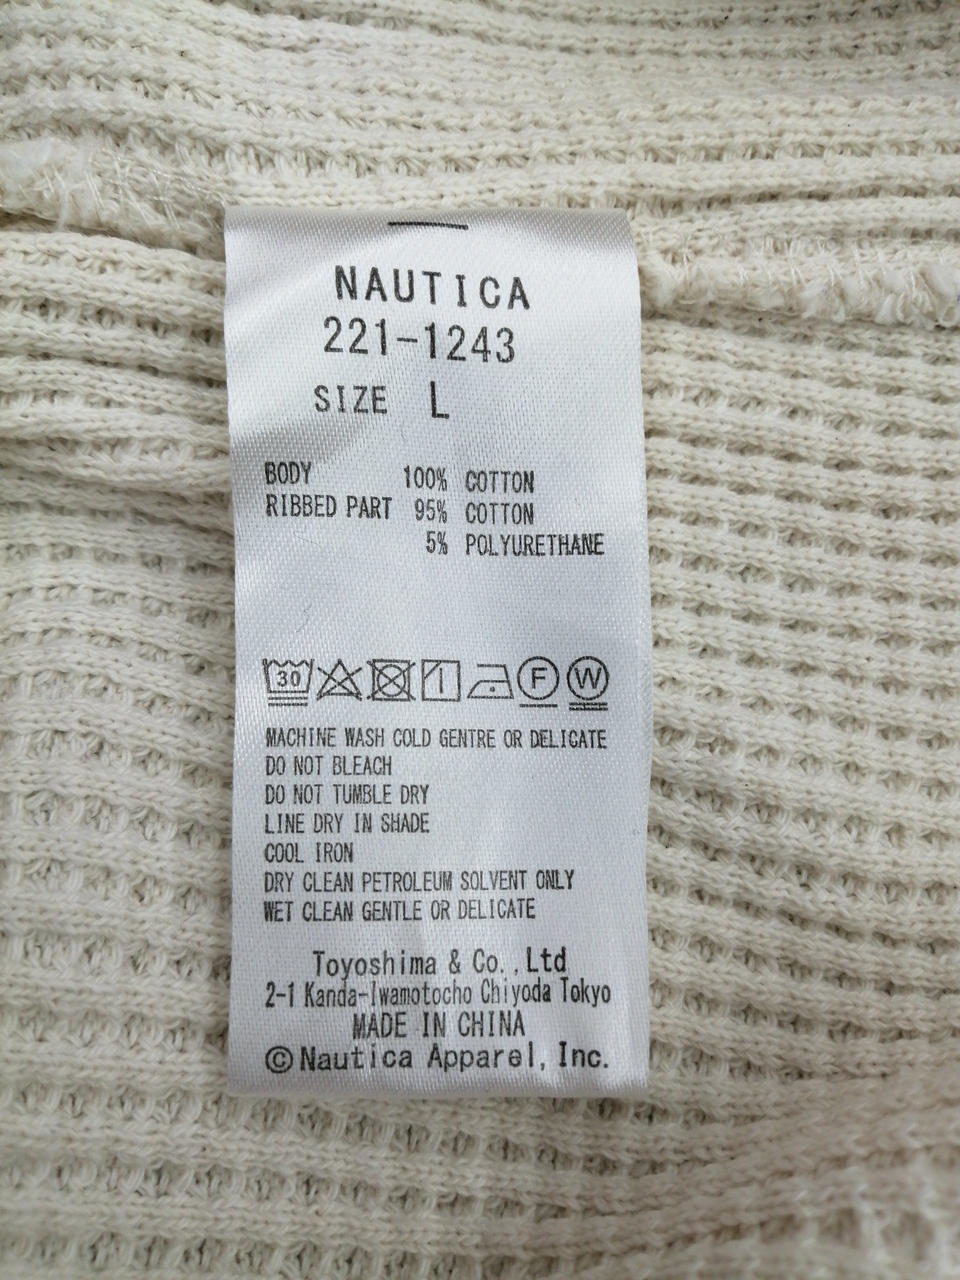 NAUTICA
221-1243
SIZE L
BODY 100% COTTON
RIBBED PART 95% COTTON
5% POLYURETHANE
30 F W
MACHINE WASH COLD GENTRE OR DELICATE
DO NOT BLEACH
DO NOT TUMBLE DRY
LINE DRY IN SHADE
COOL IRON
DRY CLEAN PETROLEUM SOLVENT ONLY
WET CLEAN GENTLE OR DELICATE
Toyoshima & Co.,Ltd
2-1 Kanda-Iwamotocho Chiyoda Tokyo
MADE IN CHINA
©Nautica Apparel, Inc.